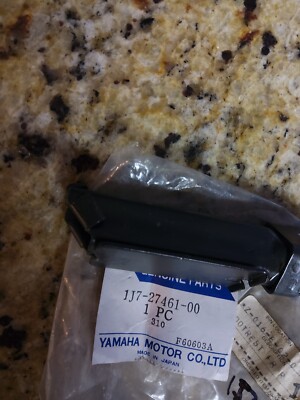 GENUINE PARTS
1J7-27461-00
1 PC
310
F60603A
YAMAHA MOTOR CO.,LTD
MADE IN JAPAN